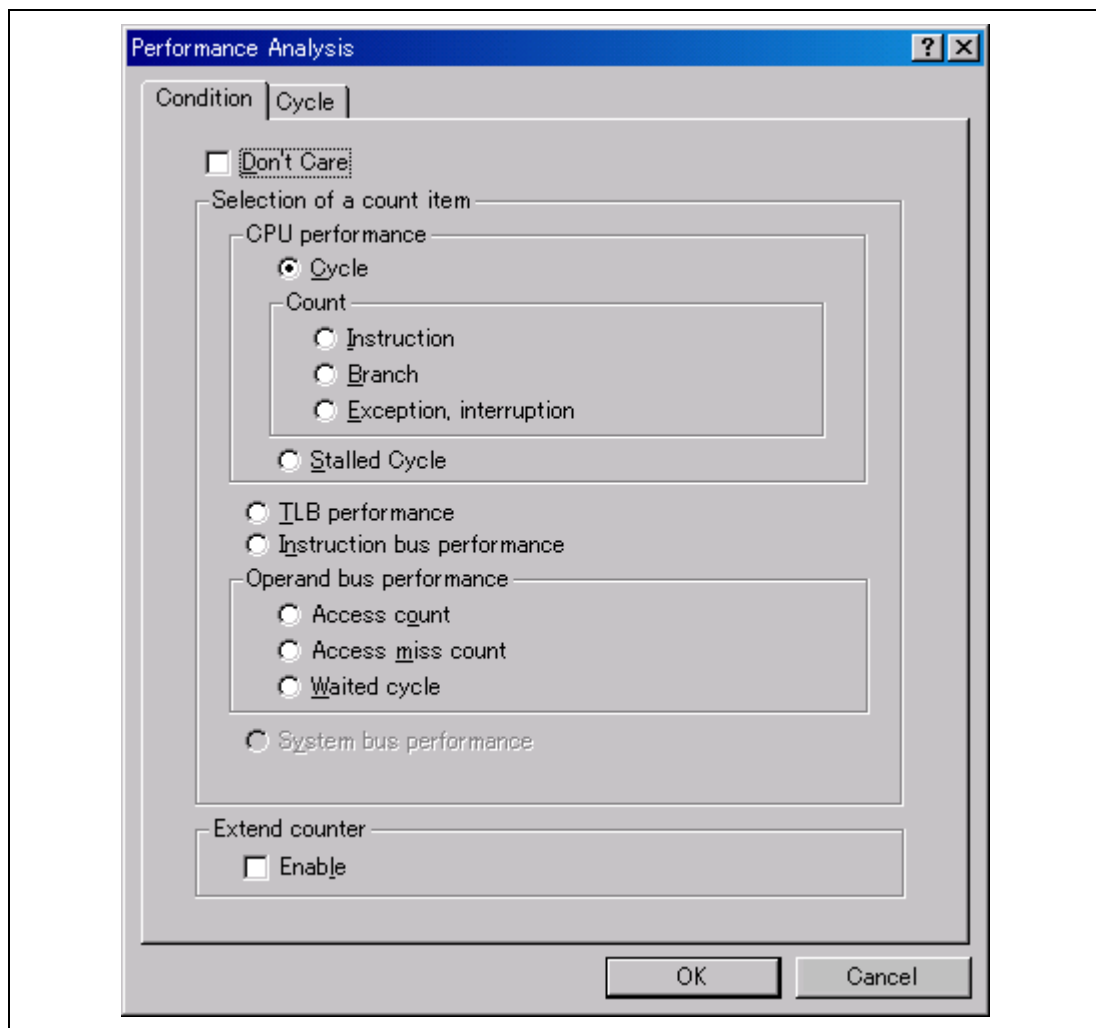 Performance Analysis
Condition
Cycle
Don't Care
Selection of a count item
CPU performance
Cycle
Count
Instruction
Branch
Exception, interruption
Stalled Cycle
TLB performance
Instruction bus performance
Operand bus performance
Access count
Access miss count
Waited cycle
System bus performance
Extend counter
Enable
OK
Cancel